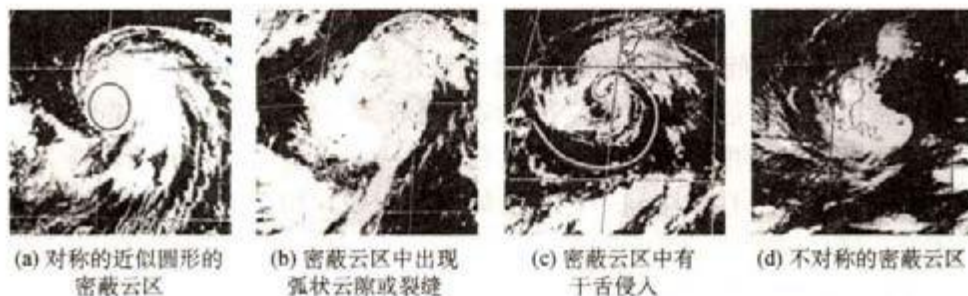 (a) 对称的近似圆形的
密蔽云区
(b) 密蔽云区中出现
弧状云隙或裂缝
(c) 密蔽云区中有
干舌侵入
(d) 不对称的密蔽云区